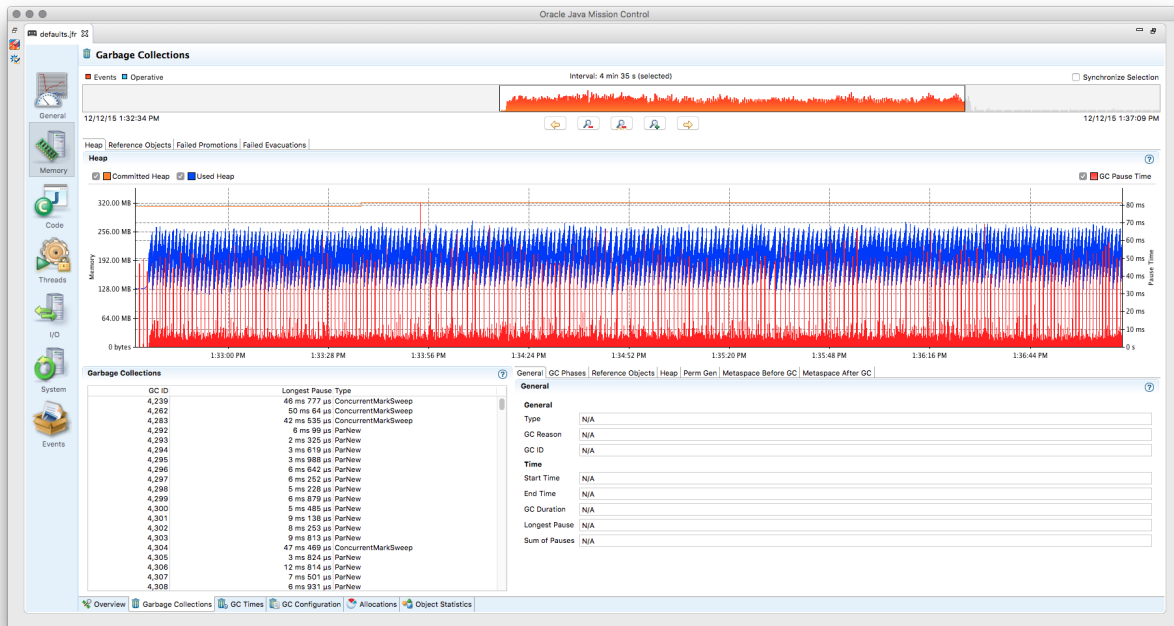 Oracle Java Mission Control
defaults.jfr
Garbage Collections
Events Operative Interval: 4 min 35 s (selected) Synchronize Selection
12/12/15 1:32:34 PM 12/12/15 1:37:09 PM
General
Memory
Code
Threads
I/O
System
Events
Heap Reference Objects Failed Promotions Failed Evacuations
Heap
Committed Heap Used Heap GC Pause Time
320.00 MB
256.00 MB
192.00 MB
128.00 MB
64.00 MB
0 bytes
Memory
80 ms
70 ms
60 ms
50 ms
40 ms
30 ms
20 ms
10 ms
0 s
Pause Time
1:33:00 PM 1:33:28 PM 1:33:56 PM 1:34:24 PM 1:34:52 PM 1:35:20 PM 1:35:48 PM 1:36:16 PM 1:36:44 PM
Garbage Collections
GC ID Longest Pause Type
4,239 46 ms 777 µs ConcurrentMarkSweep
4,262 50 ms 64 µs ConcurrentMarkSweep
4,283 42 ms 535 µs ConcurrentMarkSweep
4,292 6 ms 99 µs ParNew
4,293 2 ms 325 µs ParNew
4,294 3 ms 619 µs ParNew
4,295 3 ms 988 µs ParNew
4,296 6 ms 642 µs ParNew
4,297 6 ms 252 µs ParNew
4,298 5 ms 228 µs ParNew
4,299 6 ms 879 µs ParNew
4,300 5 ms 485 µs ParNew
4,301 9 ms 138 µs ParNew
4,302 8 ms 253 µs ParNew
4,303 9 ms 813 µs ParNew
4,304 47 ms 469 µs ConcurrentMarkSweep
4,305 3 ms 824 µs ParNew
4,306 12 ms 814 µs ParNew
4,307 7 ms 501 µs ParNew
4,308 6 ms 931 µs ParNew
General GC Phases Reference Objects Heap Perm Gen Metaspace Before GC Metaspace After GC
General
General
Type N/A
GC Reason N/A
GC ID N/A
Time
Start Time N/A
End Time N/A
GC Duration N/A
Longest Pause N/A
Sum of Pauses N/A
Overview Garbage Collections GC Times GC Configuration Allocations Object Statistics